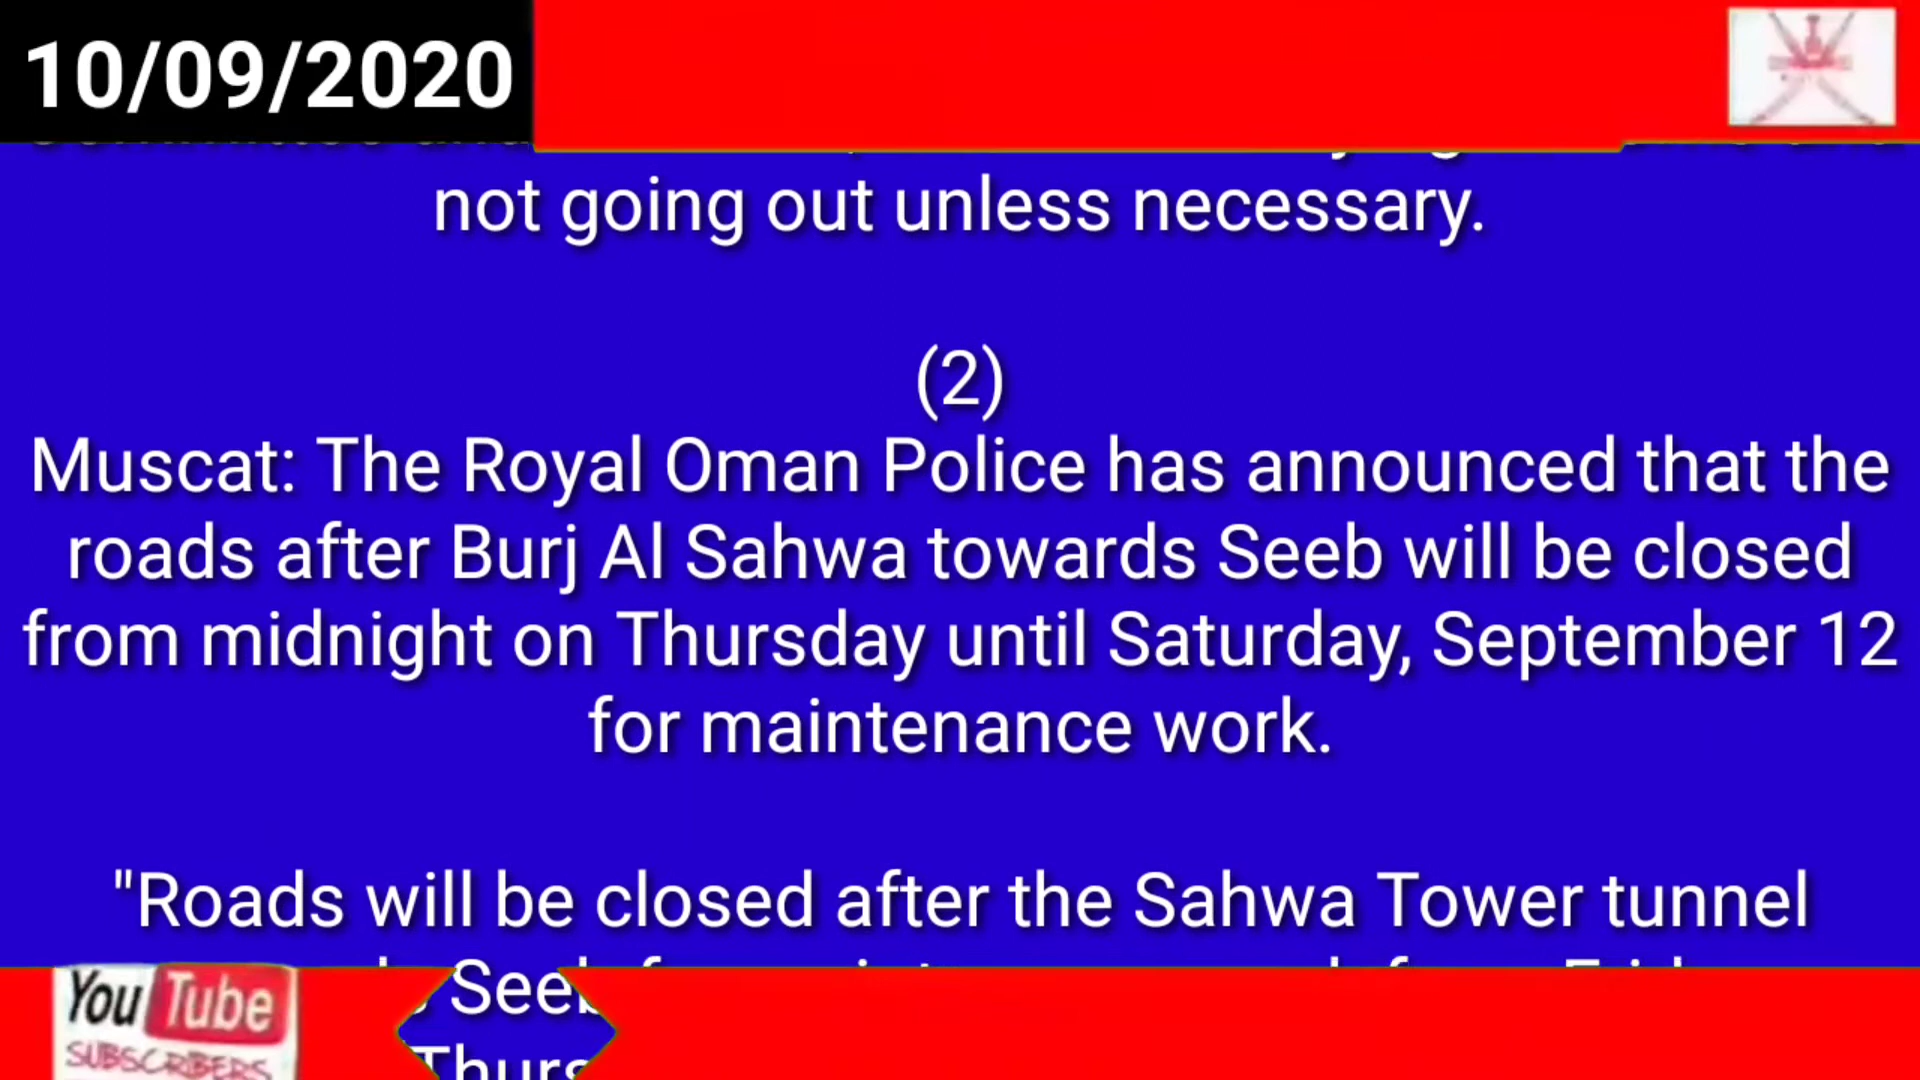 10/09/2020
not going out unless necessary.
(2)
Muscat: The Royal Oman Police has announced that the
roads after Burj Al Sahwa towards Seeb will be closed
from midnight on Thursday until Saturday, September 12
for maintenance work.
"Roads will be closed after the Sahwa Tower tunnel
Seeb
You Tube
SUBSCRIBERS